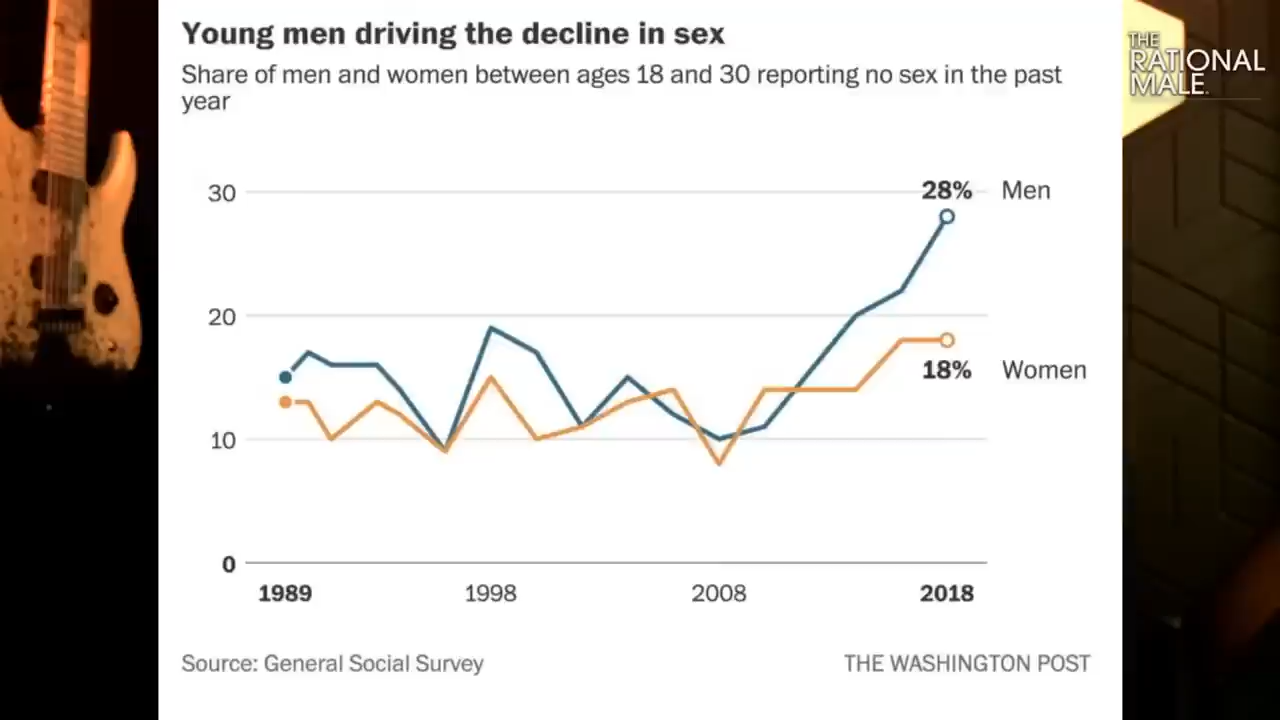 Young men driving the decline in sex
Share of men and women between ages 18 and 30 reporting no sex in the past
year
THE
RATIONAL
MALE.
30
28% Men
20
18% Women
10
0
1989 1998 2008 2018
Source: General Social Survey THE WASHINGTON POST